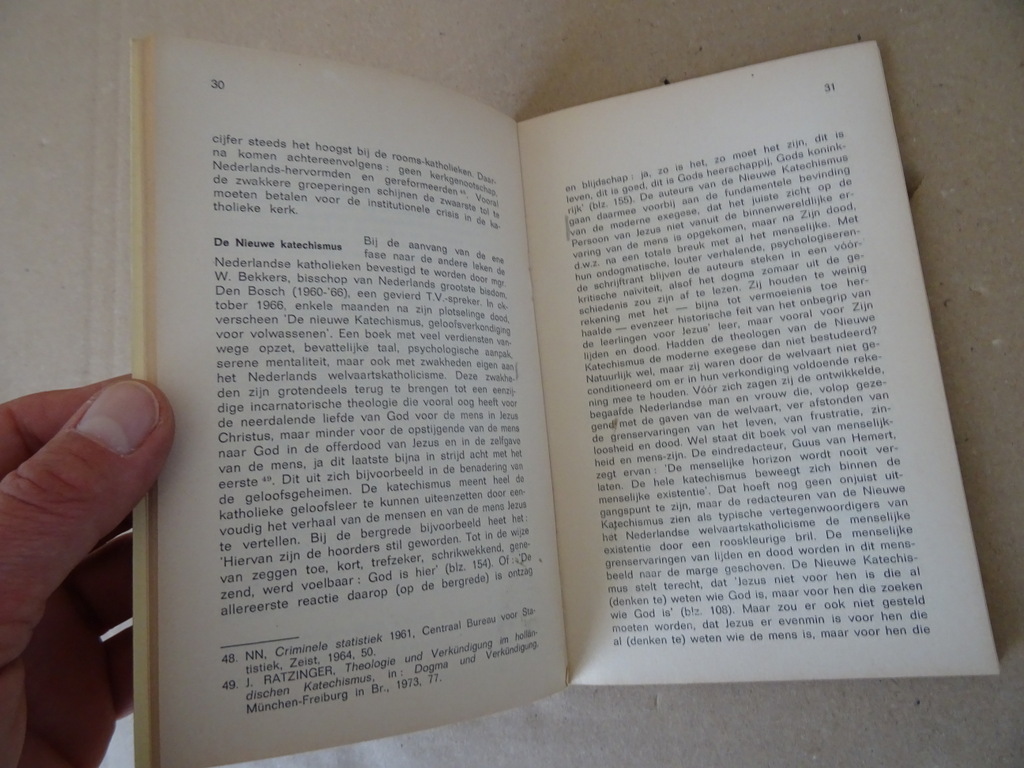 30
cijfer steeds het hoogst bij de rooms-katholieken. Daar-
na komen achtereenvolgens : geen kerkgenootschap,
Nederlands-hervormden en gereformeerden 48. Vooral
de zwakkere groeperingen schijnen de zwaarste tol te
moeten betalen voor de institutionele crisis in de ka-
tholieke kerk.
De Nieuwe katechismus Bij de aanvang van de ene
fase naar de andere leken de
Nederlandse katholieken bevestigd te worden door mgr.
W. Bekkers, bisschop van Nederlands grootste bisdom,
Den Bosch (1960-'66), een gevierd T.V.-spreker. In ok-
tober 1966, enkele maanden na zijn plotselinge dood,
verscheen 'De nieuwe Katechismus, geloofsverkondiging
voor volwassenen'. Een boek met veel verdiensten van-
wege opzet, bevattelijke taal, psychologische aanpak,
serene mentaliteit, maar ook met zwakheden eigen aan
het Nederlands welvaartskatholicisme. Deze zwakhe-
den zijn grotendeels terug te brengen tot een eenzij-
dige incarnatorische theologie die vooral oog heeft voor
de neerdalende liefde van God voor de mens in Jezus
Christus, maar minder voor de opstijgende van de mens
naar God in de offerdood van Jezus en in de zelfgave
van de mens, ja dit laatste bijna in strijd acht met het
eerste 49. Dit uit zich bijvoorbeeld in de benadering van
de geloofsgeheimen. De katechismus meent heel de
katholieke geloofsleer te kunnen uiteenzetten door een-
voudig het verhaal van de mensen en van de mens Jezus
te vertellen. Bij de bergrede bijvoorbeeld heet het :
'Hiervan zijn de hoorders stil geworden. Tot in de wijze
van zeggen toe, kort, trefzeker, schrikwekkend, gene-
zend, werd voelbaar : God is hier' (blz. 154). Of : 'De
allereerste reactie daarop (op de bergrede) is ontzag
48. NN, Criminele statistiek 1961, Centraal Bureau voor Sta-
tistiek, Zeist, 1964, 50.
49. J. RATZINGER, Theologie und Verkündigung im hollän-
dischen Katechismus, in : Dogma und Verkündigung,
München-Freiburg in Br., 1973, 77.
31
en blijdschap : ja, zo is het, zo moet het zijn, dit is
leven, dit is goed, dit is Gods heerschappij, Gods konink-
rijk' (blz. 155). De auteurs van de Nieuwe Katechismus
gaan daarmee voorbij aan de fundamentele bevinding
van de moderne exegese, dat het juiste zicht op de
Persoon van Jezus niet vanuit de binnenwereldlijke er-
varing van de mens is opgekomen, maar na Zijn dood,
d.w.z. na een totale breuk met al het menselijke. Met
hun ondogmatische, louter verhalende, psychologiseren-
de schrijftrant blijven de auteurs steken in een vóór-
kritische naïviteit, alsof het dogma zomaar uit de ge-
schiedenis zou zijn af te lezen. Zij houden te weinig
rekening met het — bijna tot vermoeienis toe her-
haalde — evenzeer historische feit van het onbegrip van
de leerlingen voor Jezus' leer, maar vooral voor Zijn
lijden en dood. Hadden de theologen van de Nieuwe
Katechismus de moderne exegese dan niet bestudeerd?
Natuurlijk wel, maar zij waren door de welvaart niet ge-
conditioneerd om er in hun verkondiging voldoende reke-
ning mee te houden. Vóór zich zagen zij de ontwikkelde,
begaafde Nederlandse man en vrouw die, volop geze-
gend met de gaven van de welvaart, ver afstonden van
de grenservaringen van het leven, van frustratie, zin-
loosheid en dood. Wel staat dit boek vol van menselijk-
heid en mens-zijn. De eindredacteur, Guus van Hemert,
zegt ervan : 'De menselijke horizon wordt nooit ver-
laten. De hele katechismus beweegt zich binnen de
menselijke existentie'. Dat hoeft nog geen onjuist uit-
gangspunt te zijn, maar de redacteuren van de Nieuwe
Katechismus zien als typische vertegenwoordigers van
het Nederlandse welvaartskatholicisme de menselijke
existentie door een rooskleurige bril. De menselijke
grenservaringen van lijden en dood worden in dit mens-
beeld naar de marge geschoven. De Nieuwe Katechis-
mus stelt terecht, dat 'Jezus niet voor hen is die al
(denken te) weten wie God is, maar voor hen die zoeken
wie God is' (blz. 108). Maar zou er ook niet gesteld
moeten worden, dat Jezus er evenmin is voor hen die
al (denken te) weten wie de mens is, maar voor hen die